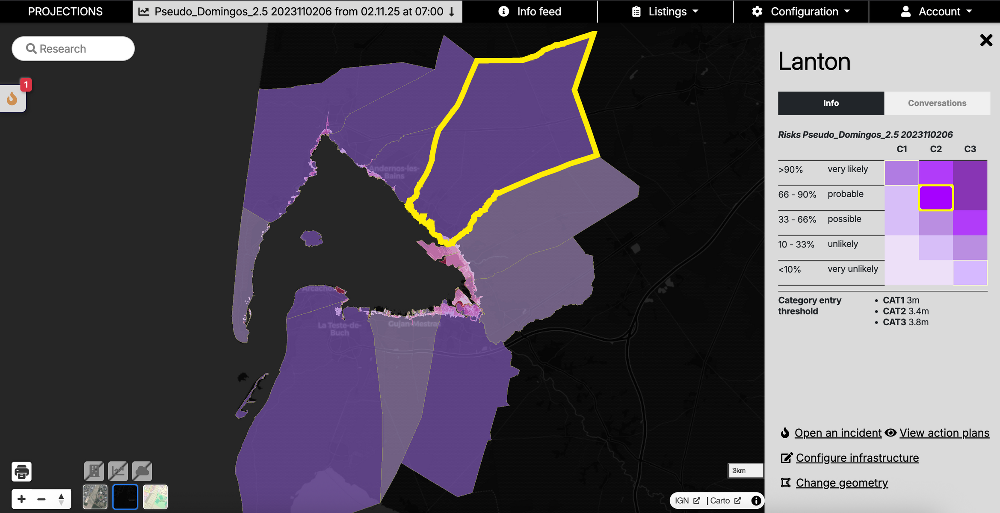 PROJECTIONS
Pseudo_Domingos_2.5 2023110206 from 02.11.25 at 07:00
Info feed
Listings
Configuration
Account
Research
1
Andernos-les-
Bains
Arcachon
La Teste-de-
Buch
Gujan-Mestras
3km
IGN | Carto
Lanton
Info
Conversations
Risks Pseudo_Domingos_2.5 2023110206
C1 C2 C3
>90% very likely
66 - 90% probable
33 - 66% possible
10 - 33% unlikely
<10% very unlikely
Category entry
threshold
• CAT1 3m
• CAT2 3.4m
• CAT3 3.8m
Open an incident
View action plans
Configure infrastructure
Change geometry